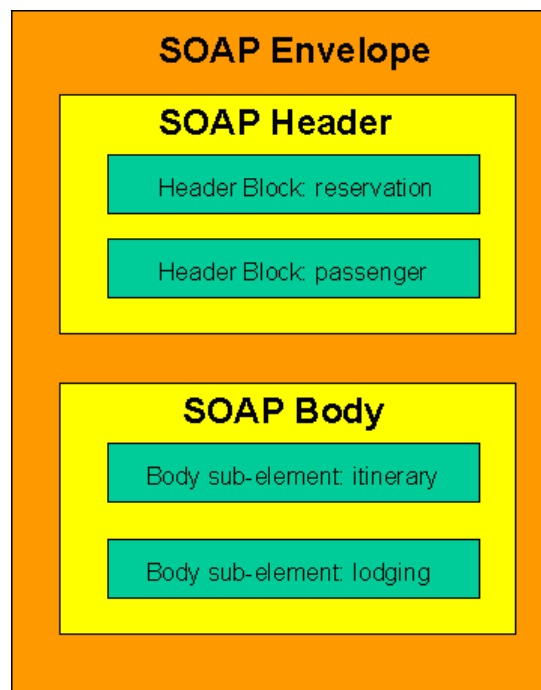 SOAP Envelope
SOAP Header
Header Block: reservation
Header Block: passenger
SOAP Body
Body sub-element: itinerary
Body sub-element: lodging